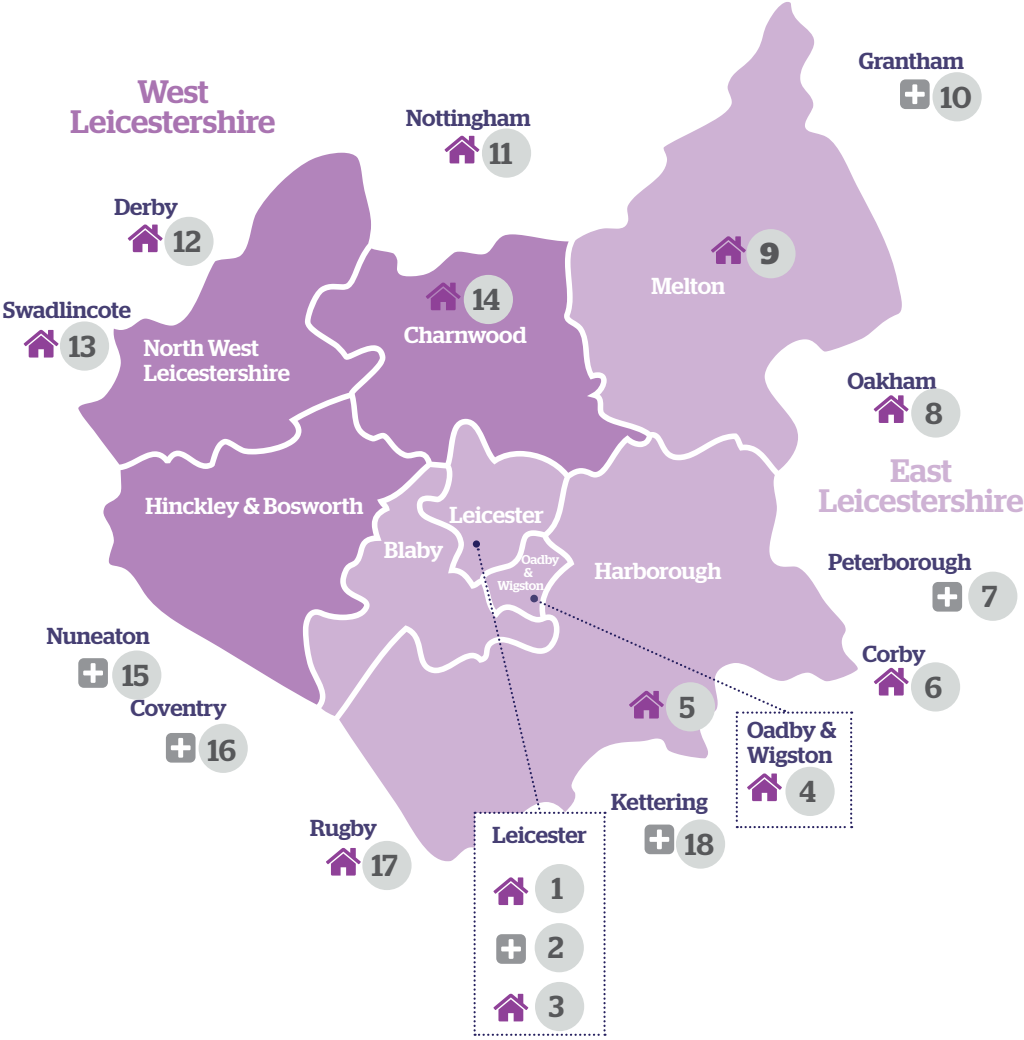 Grantham
10
West
Leicestershire
Nottingham
11
Derby
12
9
Melton
Swadlincote
13
14
Charnwood
North West
Leicestershire
Oakham
8
East
Leicestershire
Hinckley & Bosworth
Leicester
Blaby
Oadby
&
Wigston
Harborough
Peterborough
7
Nuneaton
15
Corby
6
Coventry
16
5
Oadby &
Wigston
4
Kettering
18
Rugby
17
Leicester
1
2
3